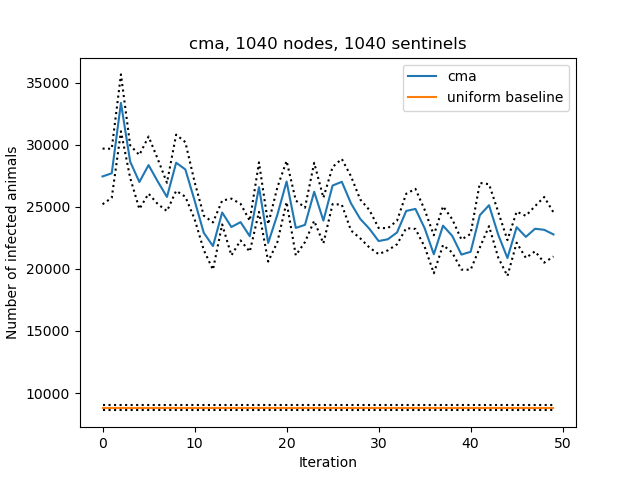 cma, 1040 nodes, 1040 sentinels
cma
uniform baseline
Number of infected animals
35000
30000
25000
20000
15000
10000
0 10 20 30 40 50
Iteration